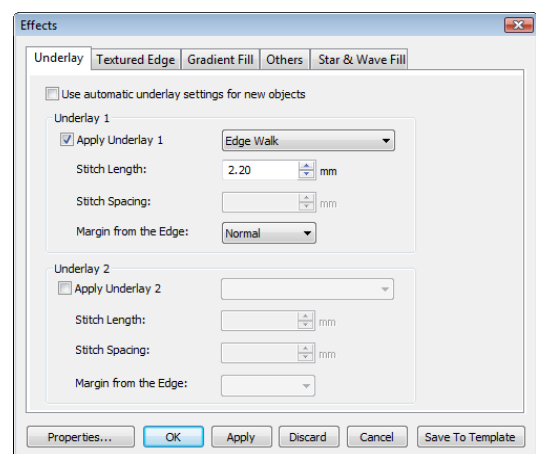 Effects
Underlay Textured Edge Gradient Fill Others Star & Wave Fill
Use automatic underlay settings for new objects
Underlay 1
Apply Underlay 1 Edge Walk
Stitch Length: 2.20 mm
Stitch Spacing: mm
Margin from the Edge: Normal
Underlay 2
Apply Underlay 2
Stitch Length: mm
Stitch Spacing: mm
Margin from the Edge:
Properties... OK Apply Discard Cancel Save To Template